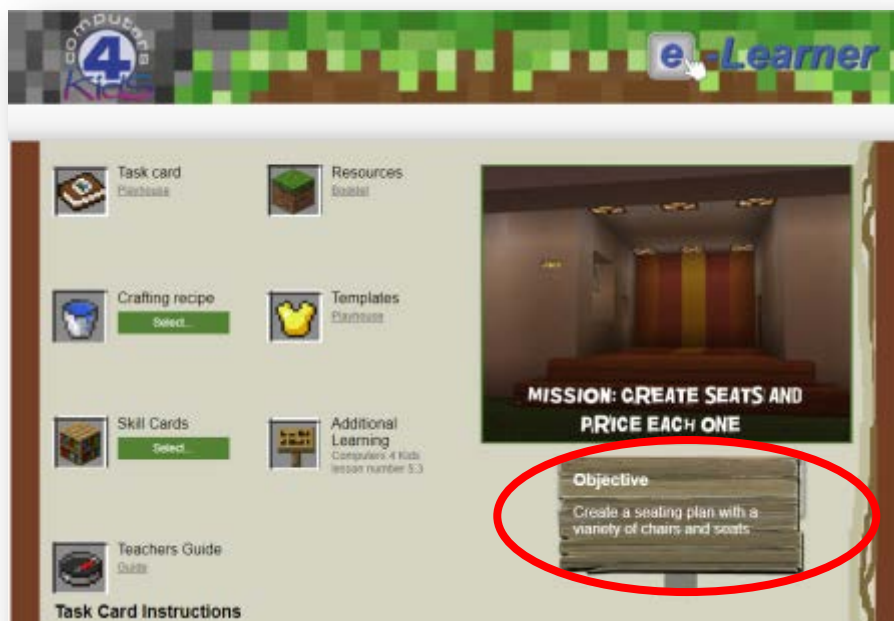 computers
4
Kids
e-Learner
Task card
Playhouse
Resources
Booklet
Crafting recipe
Select...
Templates
Playhouse
Skill Cards
Select...
Additional
Learning
Computers 4 Kids
lesson number 5.3
Teachers Guide
Guide
Task Card Instructions
MISSION: CREATE SEATS AND
PRICE EACH ONE
Objective
Create a seating plan with a
vianety of chairs and seats